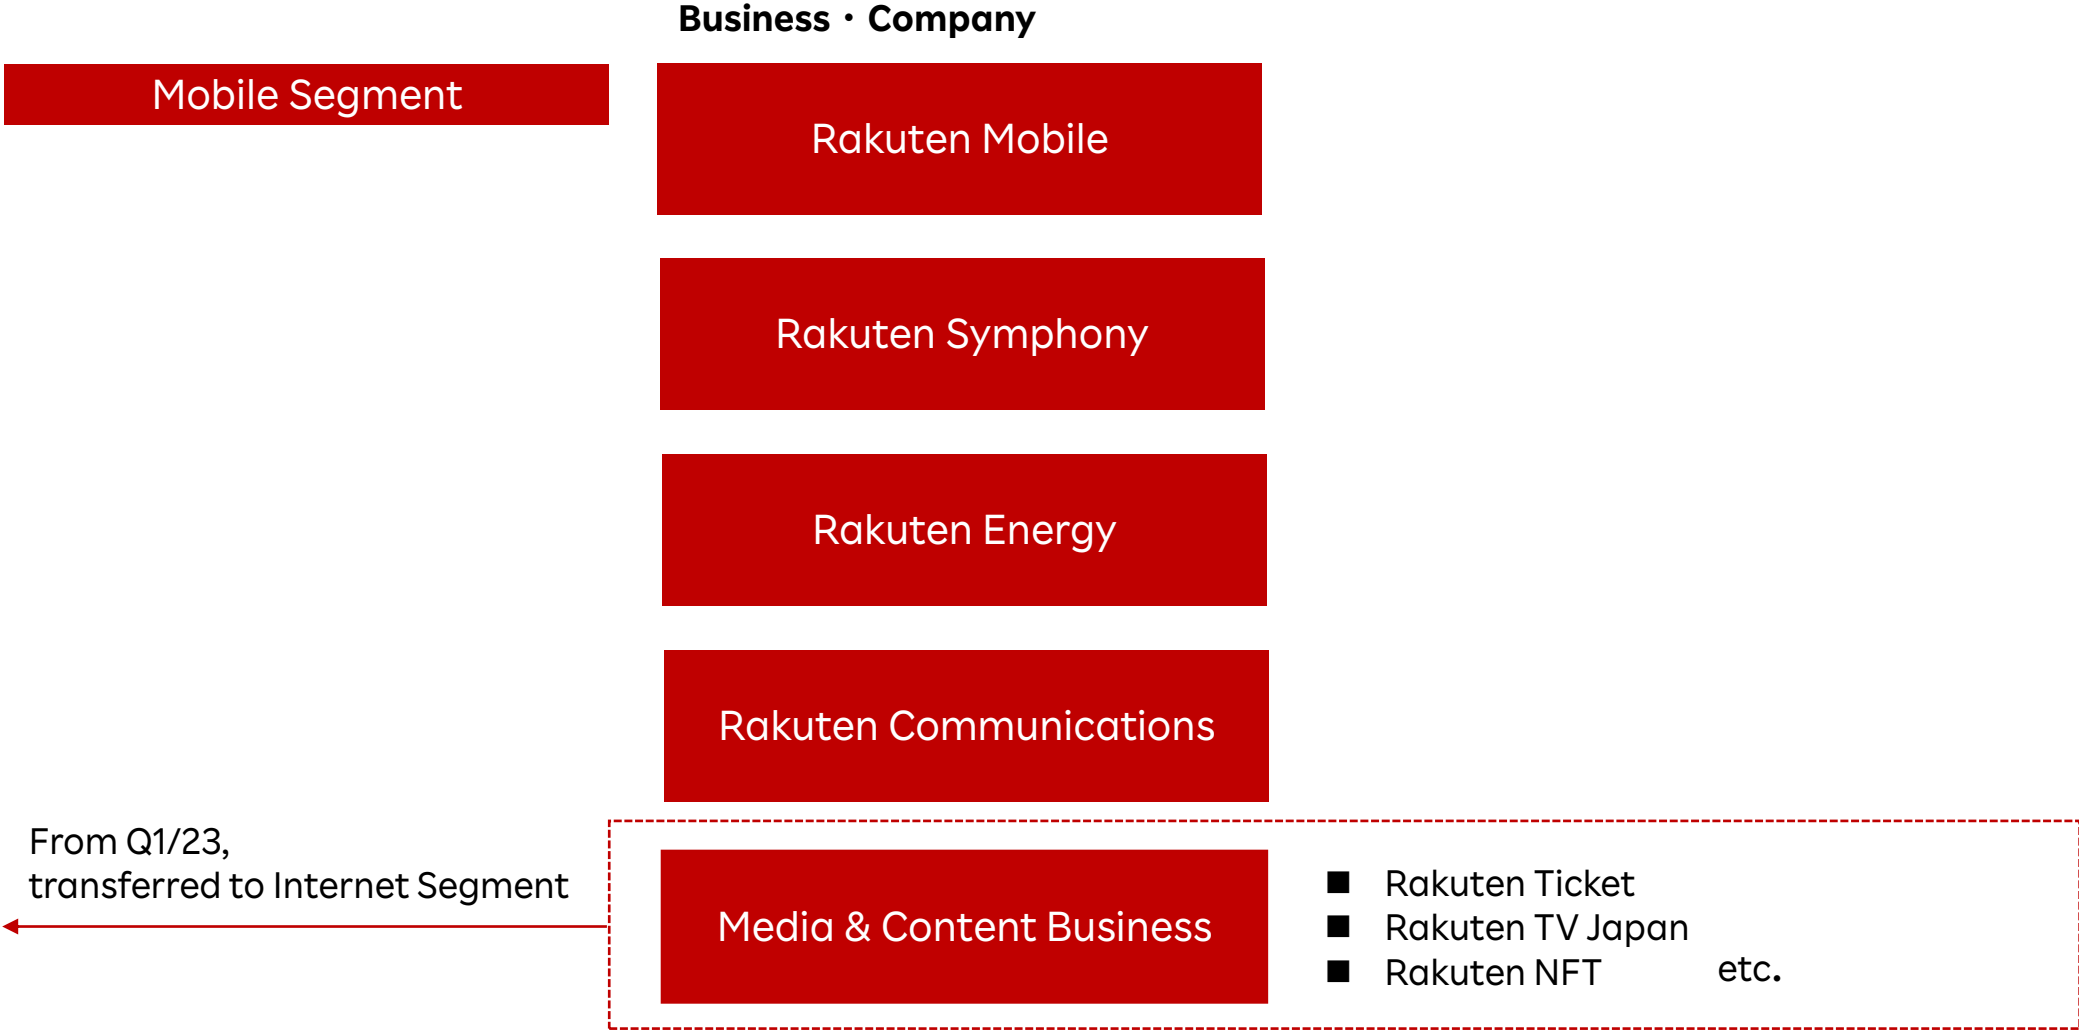 Business・Company
Mobile Segment
Rakuten Mobile
Rakuten Symphony
Rakuten Energy
Rakuten Communications
From Q1/23,
transferred to Internet Segment
Media & Content Business
■ Rakuten Ticket
■ Rakuten TV Japan
■ Rakuten NFT etc.